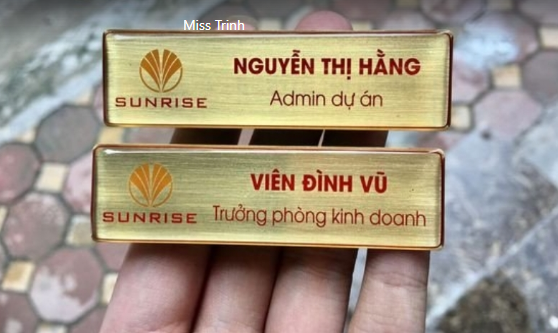 Miss Trinh
NGUYỄN THỊ HẰNG
Admin dự án
SUNRISE
VIÊN ĐÌNH VŨ
Trưởng phòng kinh doanh
SUNRISE